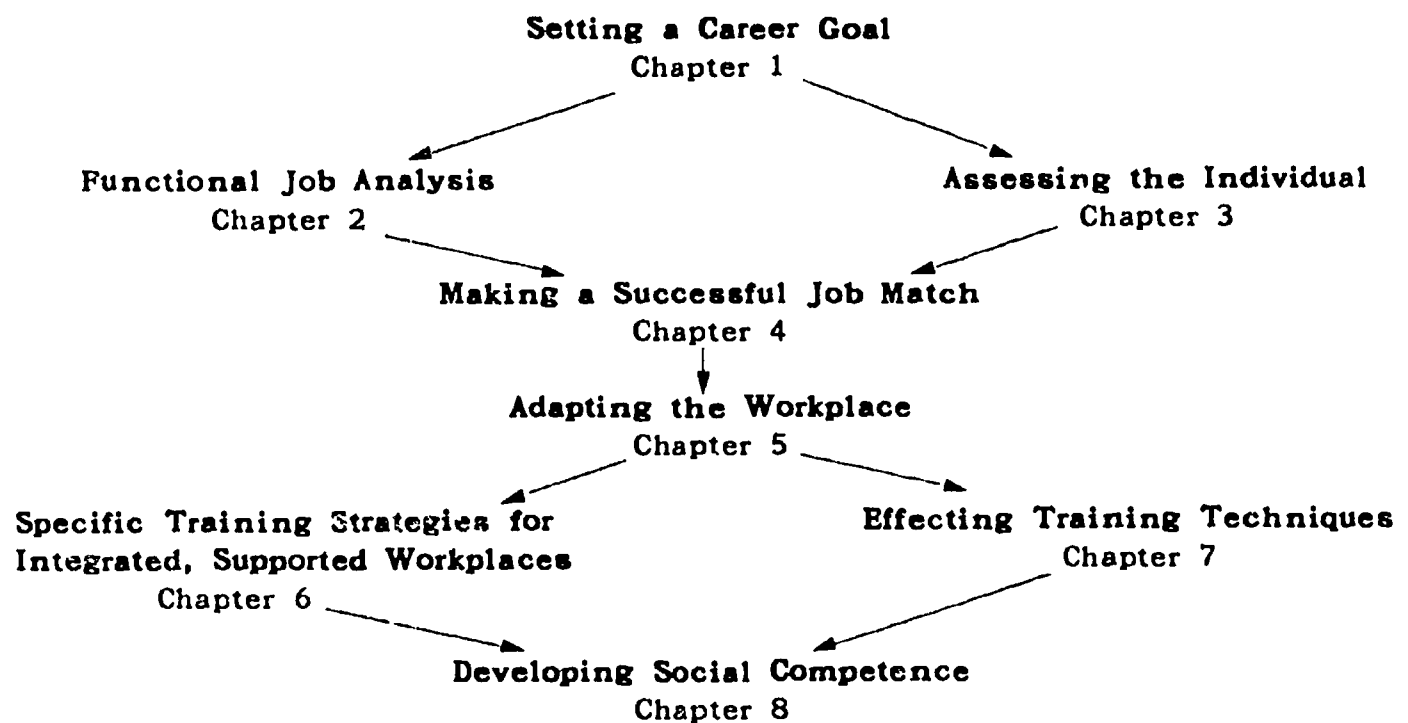 Setting a Career Goal
Chapter 1
Functional Job Analysis
Chapter 2
Assessing the Individual
Chapter 3
Making a Successful Job Match
Chapter 4
Adapting the Workplace
Chapter 5
Specific Training Strategies for
Integrated, Supported Workplaces
Chapter 6
Effecting Training Techniques
Chapter 7
Developing Social Competence
Chapter 8